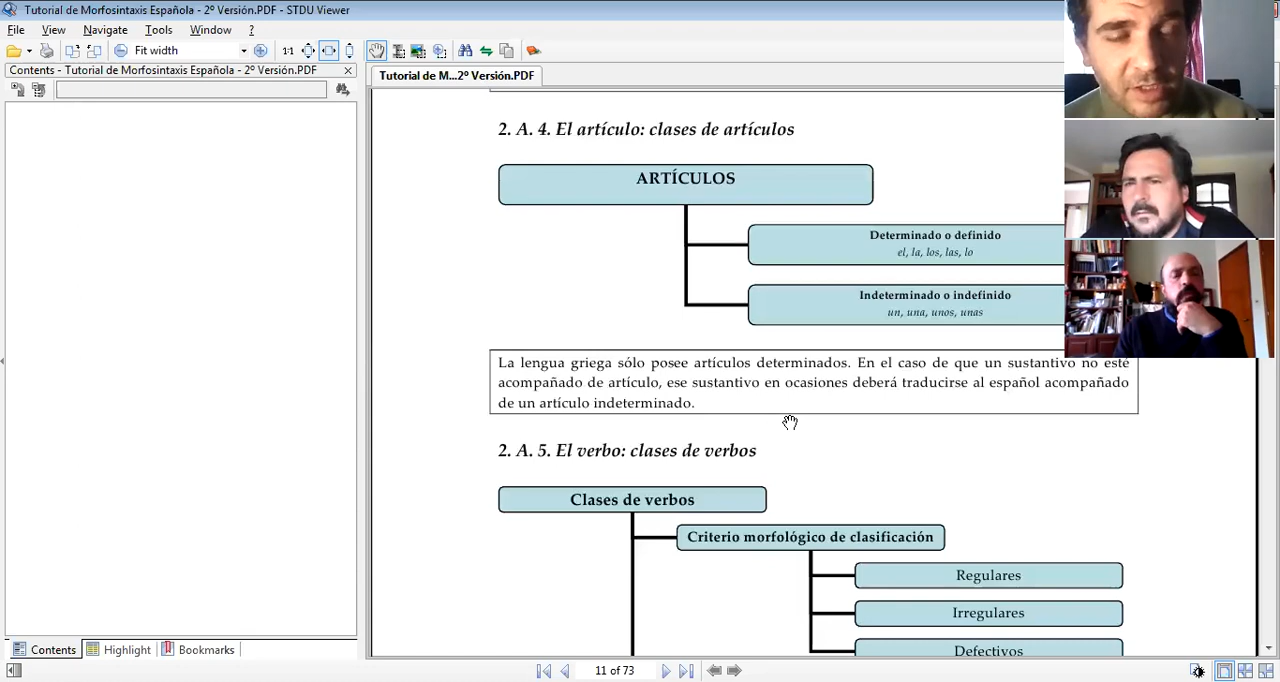 Tutorial de Morfosintaxis Española - 2º Versión.PDF - STDU Viewer
File View Navigate Tools Window ?
Fit width
1:1
Contents - Tutorial de Morfosintaxis Española - 2º Versión.PDF
Tutorial de M...2º Versión.PDF
2. A. 4. El artículo: clases de artículos
ARTÍCULOS
Determinado o definido
el, la, los, las, lo
Indeterminado o indefinido
un, una, unos, unas
La lengua griega sólo posee artículos determinados. En el caso de que un sustantivo no esté
acompañado de artículo, ese sustantivo en ocasiones deberá traducirse al español acompañado
de un artículo indeterminado.
2. A. 5. El verbo: clases de verbos
Clases de verbos
Criterio morfológico de clasificación
Regulares
Irregulares
Defectivos
Contents Highlight Bookmarks
11 of 73